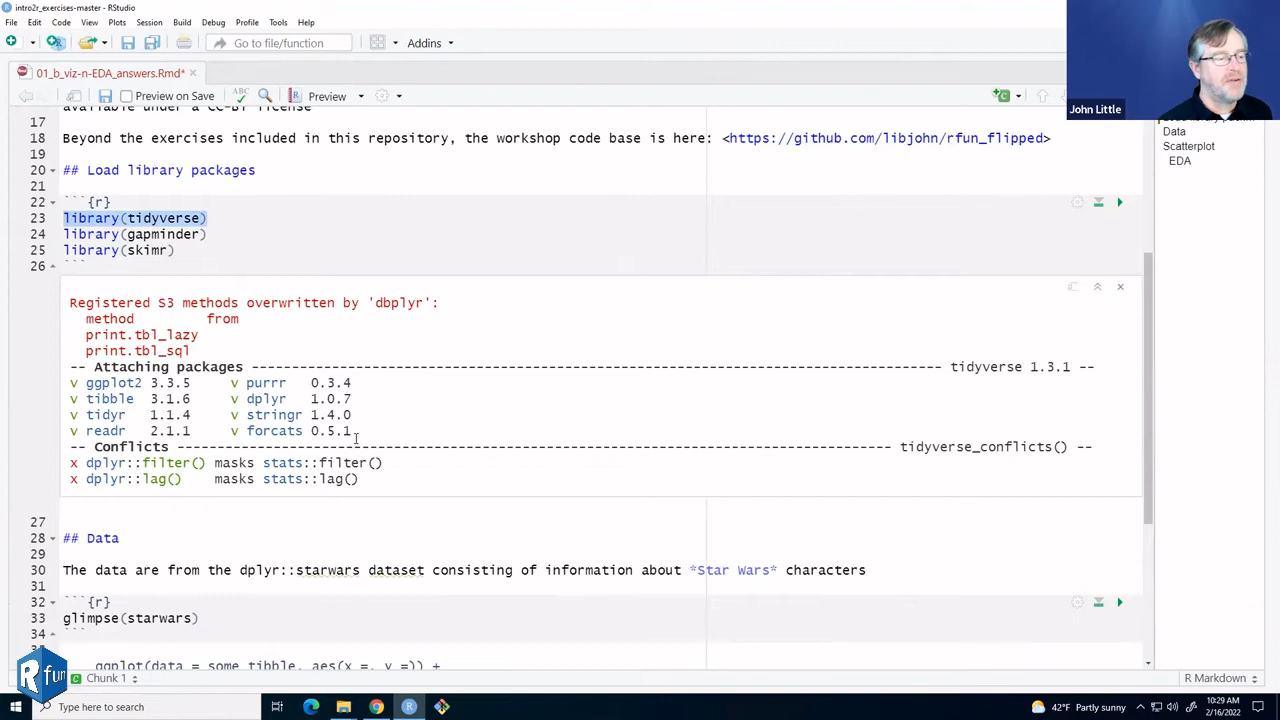 intro2r_exercises-master - RStudio
File Edit Code View Plots Session Build Debug Profile Tools Help
Go to file/function
Addins
01_b_viz-n-EDA_answers.Rmd*
Preview on Save
ABC
Preview
John Little
Data
Scatterplot
EDA
available under a CC-BY license
17
18 Beyond the exercises included in this repository, the workshop code base is here: <https://github.com/libjohn/rfun_flipped>
19
20 ## Load library packages
21
22 ```{r}
23 library(tidyverse)
24 library(gapminder)
25 library(skimr)
26 ```
Registered S3 methods overwritten by 'dbplyr':
method from
print.tbl_lazy
print.tbl_sql
-- Attaching packages --- tidyverse 1.3.1 --
v ggplot2 3.3.5 v purrr 0.3.4
v tibble 3.1.6 v dplyr 1.0.7
v tidyr 1.1.4 v stringr 1.4.0
v readr 2.1.1 v forcats 0.5.1
-- Conflicts --- tidyverse_conflicts() --
x dplyr::filter() masks stats::filter()
x dplyr::lag() masks stats::lag()
27
28 ## Data
29
30 The data are from the dplyr::starwars dataset consisting of information about *Star Wars* characters
31
32 ```{r}
33 glimpse(starwars)
34 ```
ggplot(data = some tibble, aes(x =, y =)) +
R fun
Chunk 1
R Markdown
Type here to search
42°F Partly sunny
10:29 AM
2/16/2022